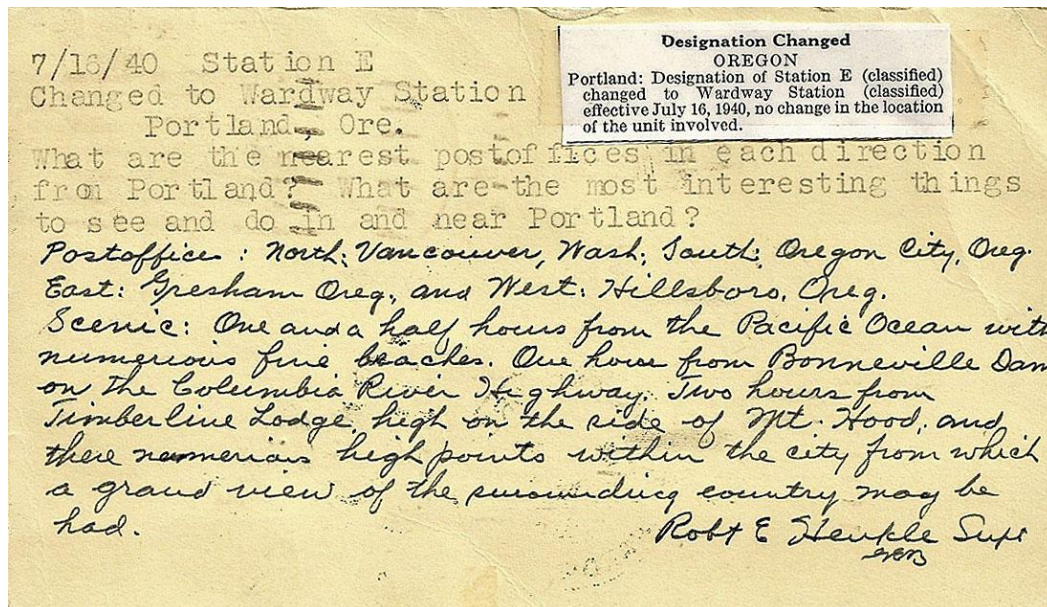 7/16/40 Station E
Changed to Wardway Station
Portland, Ore.
Designation Changed
OREGON
Portland: Designation of Station E (classified)
changed to Wardway Station (classified)
effective July 16, 1940, no change in the location
of the unit involved.
What are the nearest postoffices in each direction
from Portland? What are the most interesting things
to see and do in and near Portland?
Postoffices: North: Vancouver, Wash; South: Oregon City, Oreg.
East: Gresham Oreg., and West: Hillsboro, Oreg.
Scenic: One and a half hours from the Pacific Ocean with
numerious fine beaches. One hour from Bonneville Dam
on the Columbia River Highway. Two hours from
Timberline Lodge, high on the side of Mt. Hood, and
there numerious high points within the city from which
a grand view of the surounding country may be
had.
Robt E Henkle Supt